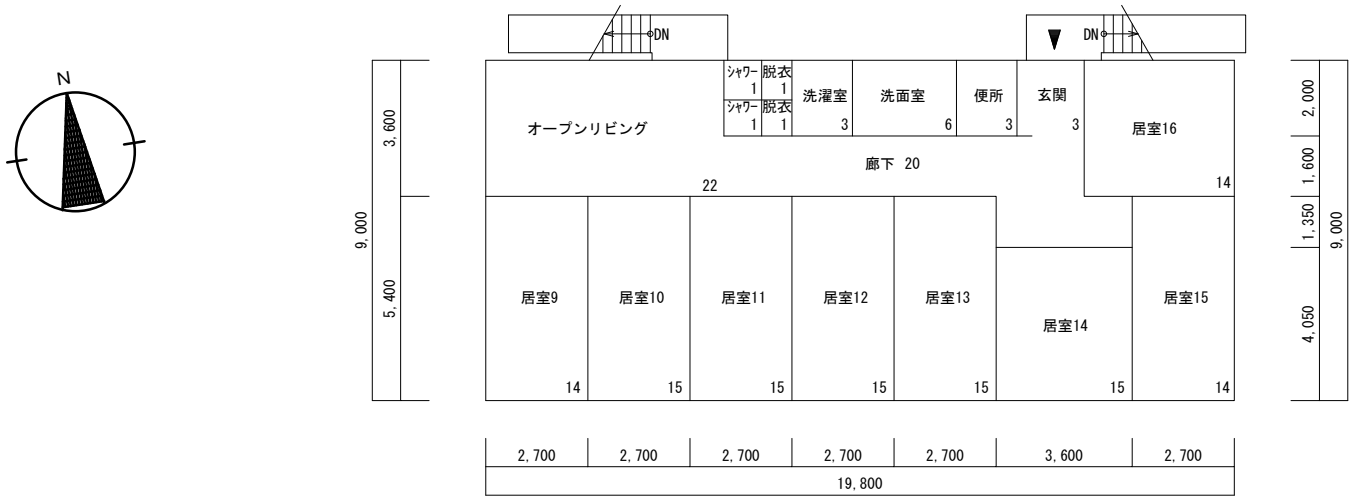 DN
DN
N
シャワー
1
脱衣
1
シャワー
1
脱衣
1
洗濯室
3
洗面室
6
便所
3
玄関
3
オープンリビング
22
廊下 20
居室16
14
3,600
5,400
9,000
2,000
1,600
1,350
4,050
9,000
居室9
14
居室10
15
居室11
15
居室12
15
居室13
15
居室14
15
居室15
14
2,700
2,700
2,700
2,700
2,700
3,600
2,700
19,800